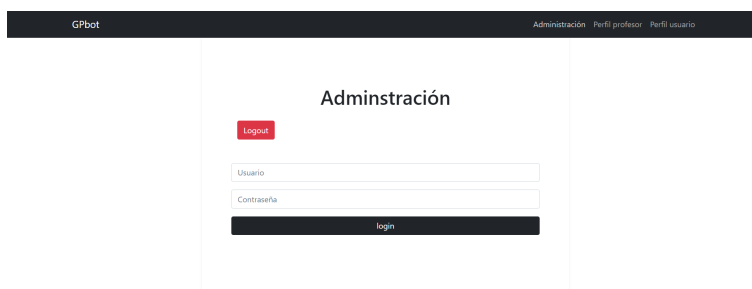 GPbot Administración Perfil profesor Perfil usuario
Adminstración
Logout
Usuario
Contraseña
login